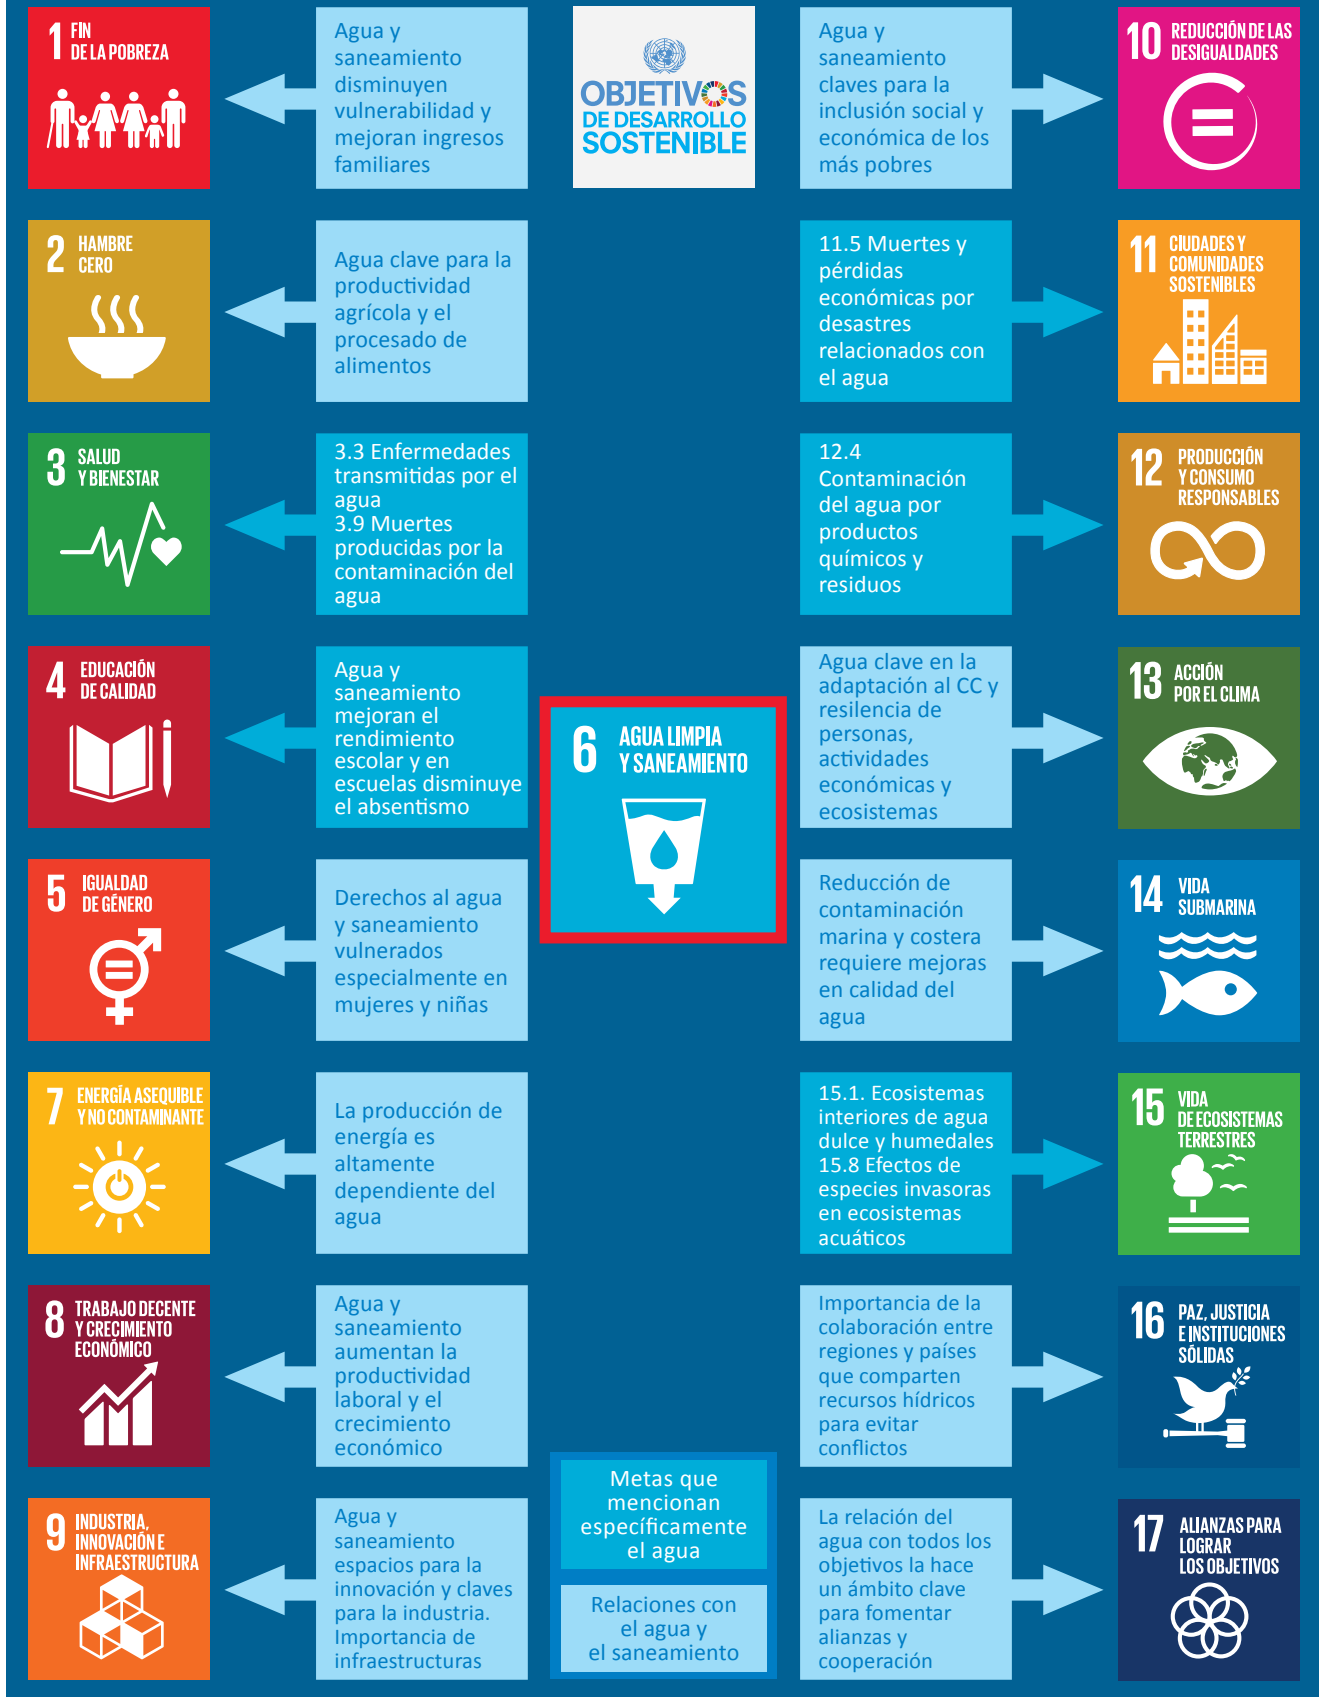 1 FIN
DE LA POBREZA
Agua y
saneamiento
disminuyen
vulnerabilidad y
mejoran ingresos
familiares
OBJETIVOS
DE DESARROLLO
SOSTENIBLE
Agua y
saneamiento
claves para la
inclusión social y
económica de los
más pobres
10 REDUCCIÓN DE LAS
DESIGUALDADES
2 HAMBRE
CERO
Agua clave para la
productividad
agrícola y el
procesado de
alimentos
11.5 Muertes y
pérdidas
económicas por
desastres
relacionados con
el agua
11 CIUDADES Y
COMUNIDADES
SOSTENIBLES
3 SALUD
Y BIENESTAR
3.3 Enfermedades
transmitidas por el
agua
3.9 Muertes
producidas por la
contaminación del
agua
12.4
Contaminación
del agua por
productos
químicos y
residuos
12 PRODUCCIÓN
Y CONSUMO
RESPONSABLES
4 EDUCACIÓN
DE CALIDAD
Agua y
saneamiento
mejoran el
rendimiento
escolar y en
escuelas disminuye
el absentismo
6 AGUA LIMPIA
Y SANEAMIENTO
Agua clave en la
adaptación al CC y
resilencia de
personas,
actividades
económicas y
ecosistemas
13 ACCIÓN
POR EL CLIMA
5 IGUALDAD
DE GÉNERO
Derechos al agua
y saneamiento
vulnerados
especialmente en
mujeres y niñas
Reducción de
contaminación
marina y costera
requiere mejoras
en calidad del
agua
14 VIDA
SUBMARINA
7 ENERGÍA ASEQUIBLE
Y NO CONTAMINANTE
La producción de
energía es
altamente
dependiente del
agua
15.1. Ecosistemas
interiores de agua
dulce y humedales
15.8 Efectos de
especies invasoras
en ecosistemas
acuáticos
15 VIDA
DE ECOSISTEMAS
TERRESTRES
8 TRABAJO DECENTE
Y CRECIMIENTO
ECONÓMICO
Agua y
saneamiento
aumentan la
productividad
laboral y el
crecimiento
económico
Importancia de la
colaboración entre
regiones y países
que comparten
recursos hídricos
para evitar
conflictos
16 PAZ, JUSTICIA
E INSTITUCIONES
SÓLIDAS
9 INDUSTRIA,
INNOVACIÓN E
INFRAESTRUCTURA
Agua y
saneamiento
espacios para la
innovación y claves
para la industria.
Importancia de
infraestructuras
Metas que
mencionan
específicamente
el agua
Relaciones con
el agua y
el saneamiento
La relación del
agua con todos los
objetivos la hace
un ámbito clave
para fomentar
alianzas y
cooperación
17 ALIANZAS PARA
LOGRAR
LOS OBJETIVOS